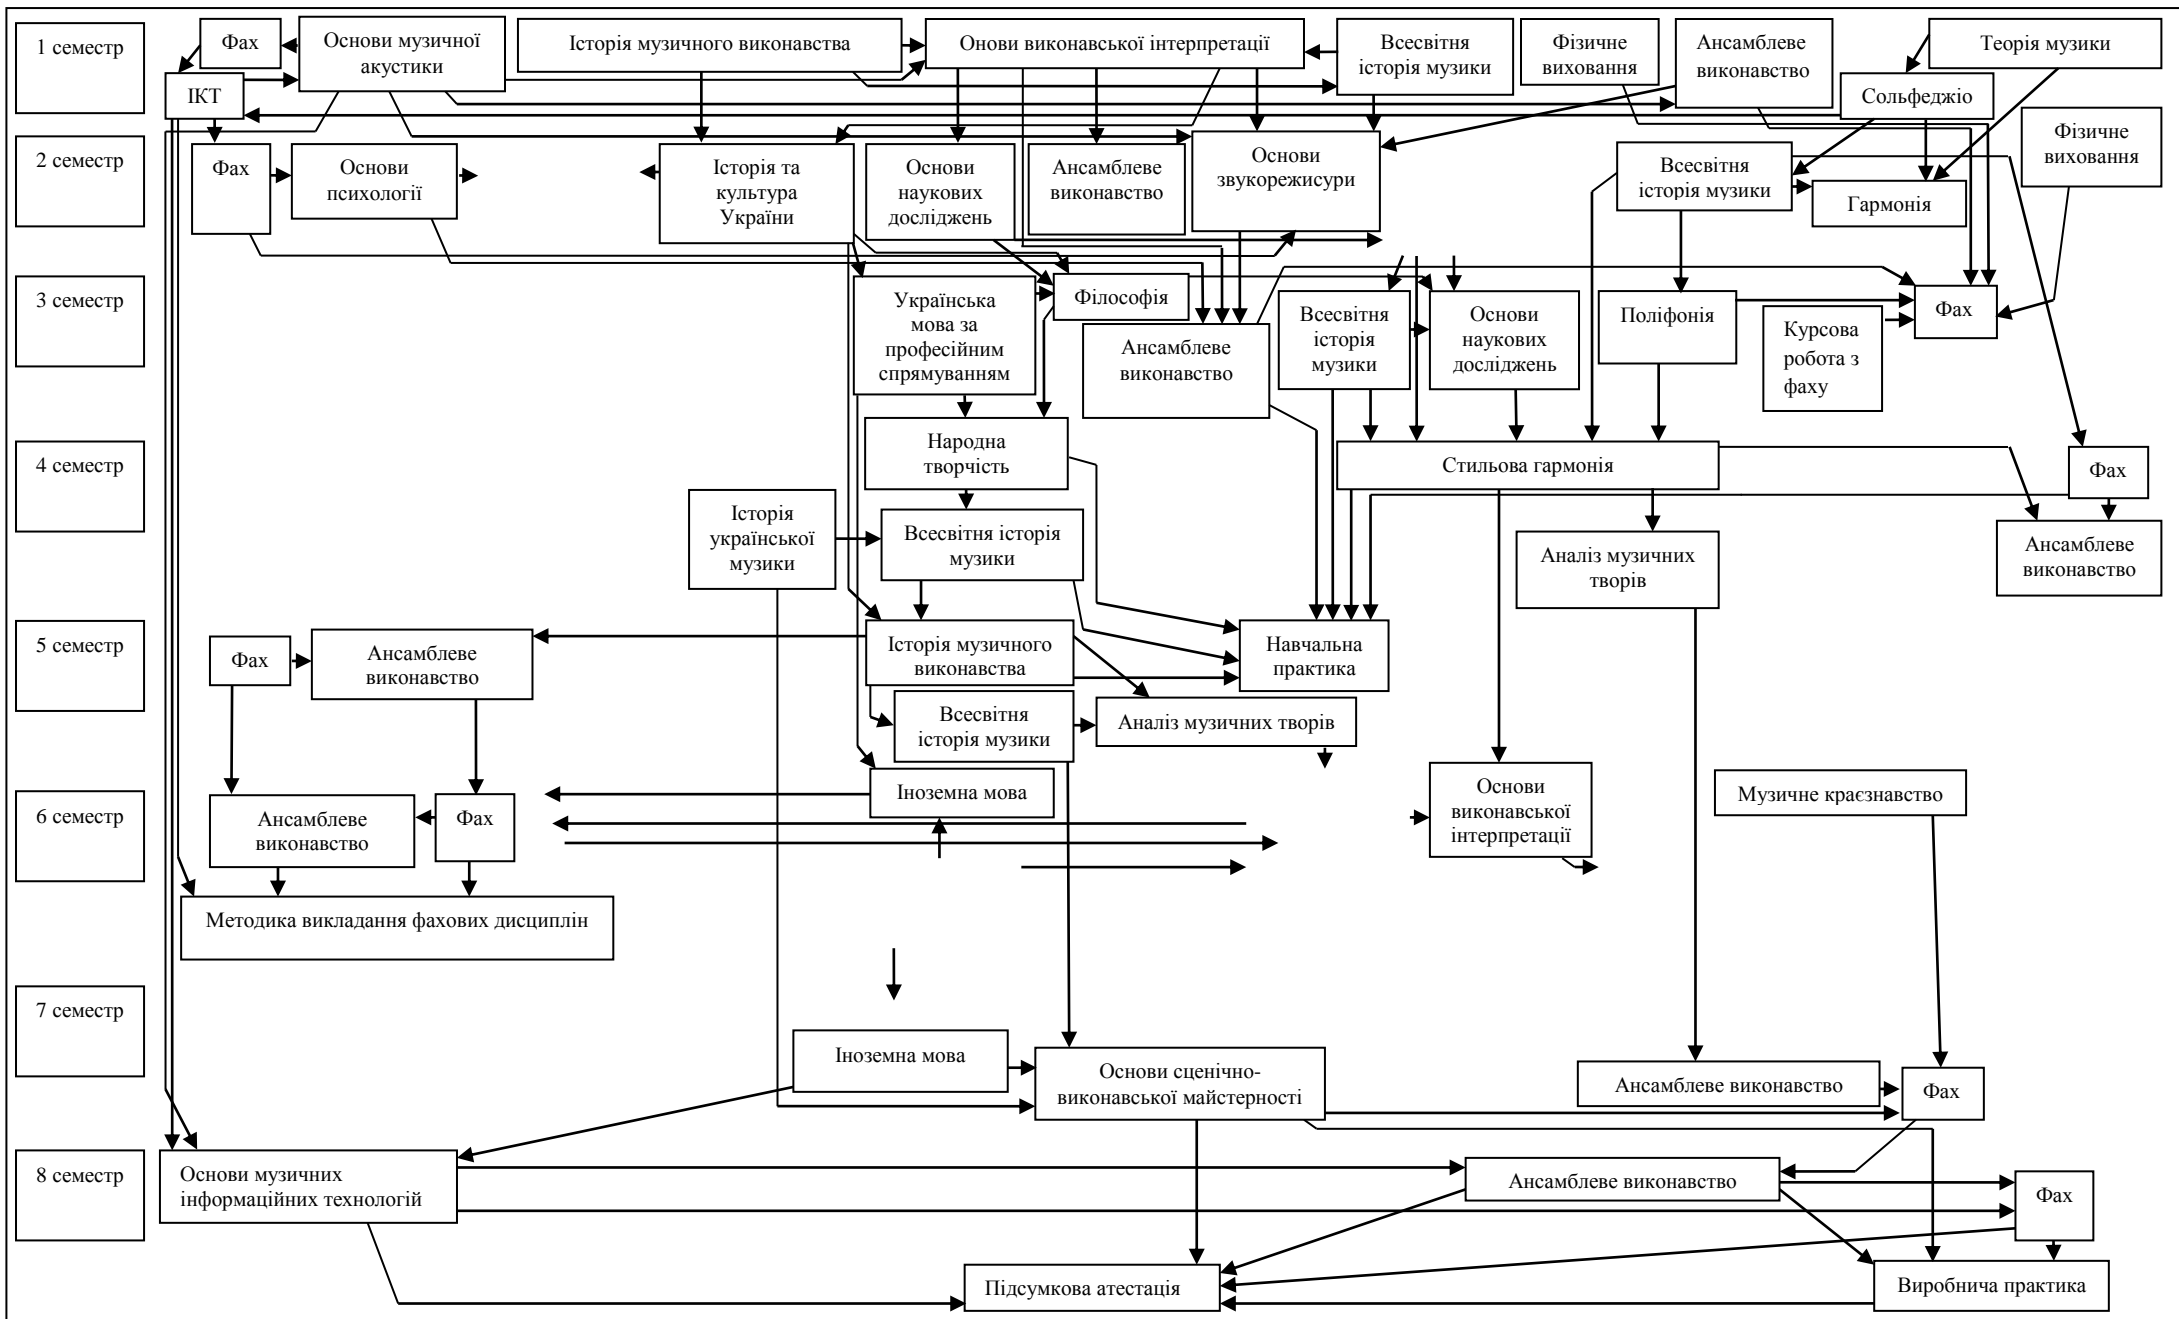 1 семестр
Фах
Основи музичної
акустики
Історія музичного виконавства
Онови виконавської інтерпретації
Всесвітня
історія музики
Фізичне
виховання
Ансамблеве
виконавство
Теорія музики
ІКТ
Сольфеджіо
2 семестр
Фах
Основи
психології
Історія та
культура
України
Основи
наукових
досліджень
Ансамблеве
виконавство
Основи
звукорежисури
Всесвітня
історія музики
Гармонія
Фізичне
виховання
3 семестр
Українська
мова за
професійним
спрямуванням
Філософія
Ансамблеве
виконавство
Всесвітня
історія
музики
Основи
наукових
досліджень
Поліфонія
Курсова
робота з
фаху
Фах
4 семестр
Народна
творчість
Стильова гармонія
Фах
Історія
української
музики
Всесвітня історія
музики
Аналіз музичних
творів
Ансамблеве
виконавство
5 семестр
Фах
Ансамблеве
виконавство
Історія музичного
виконавства
Навчальна
практика
Всесвітня
історія музики
Аналіз музичних творів
6 семестр
Ансамблеве
виконавство
Фах
Іноземна мова
Основи
виконавської
інтерпретації
Музичне краєзнавство
Методика викладання фахових дисциплін
7 семестр
Іноземна мова
Основи сценічно-
виконавської майстерності
Ансамблеве виконавство
Фах
8 семестр
Основи музичних
інформаційних технологій
Ансамблеве виконавство
Фах
Підсумкова атестація
Виробнича практика